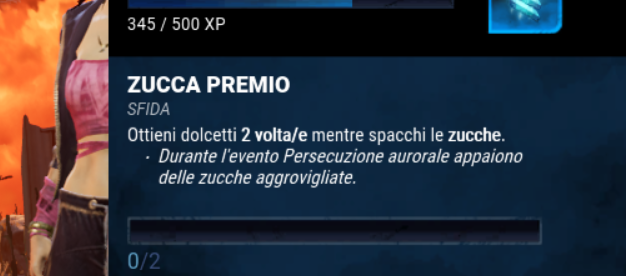 345 / 500 XP
ZUCCA PREMIO
SFIDA
Ottieni dolcetti 2 volta/e mentre spacchi le zucche.
· Durante l'evento Persecuzione aurorale appaiono
delle zucche aggrovigliate.
0/2